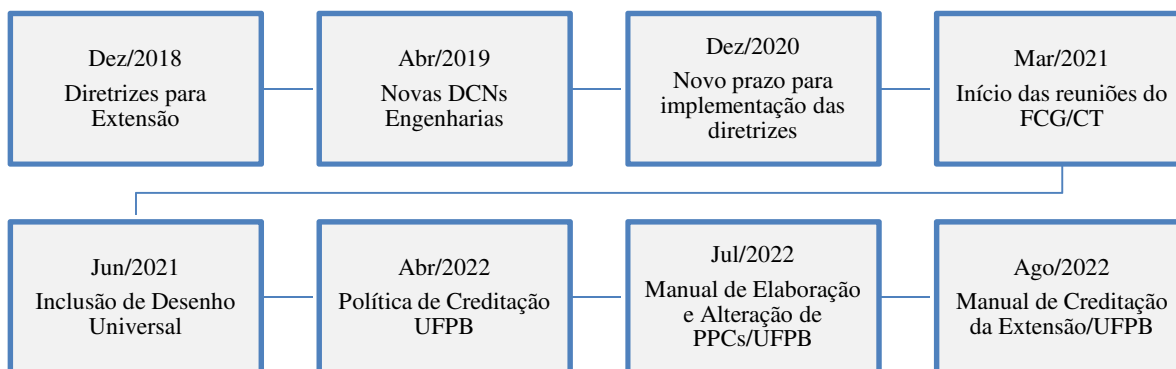 Dez/2018
Diretrizes para
Extensão
Abr/2019
Novas DCNs
Engenharias
Dez/2020
Novo prazo para
implementação das
diretrizes
Mar/2021
Início das reuniões do
FCG/CT
Jun/2021
Inclusão de Desenho
Universal
Abr/2022
Política de Creditação
UFPB
Jul/2022
Manual de Elaboração
e Alteração de
PPCs/UFPB
Ago/2022
Manual de Creditação
da Extensão/UFPB